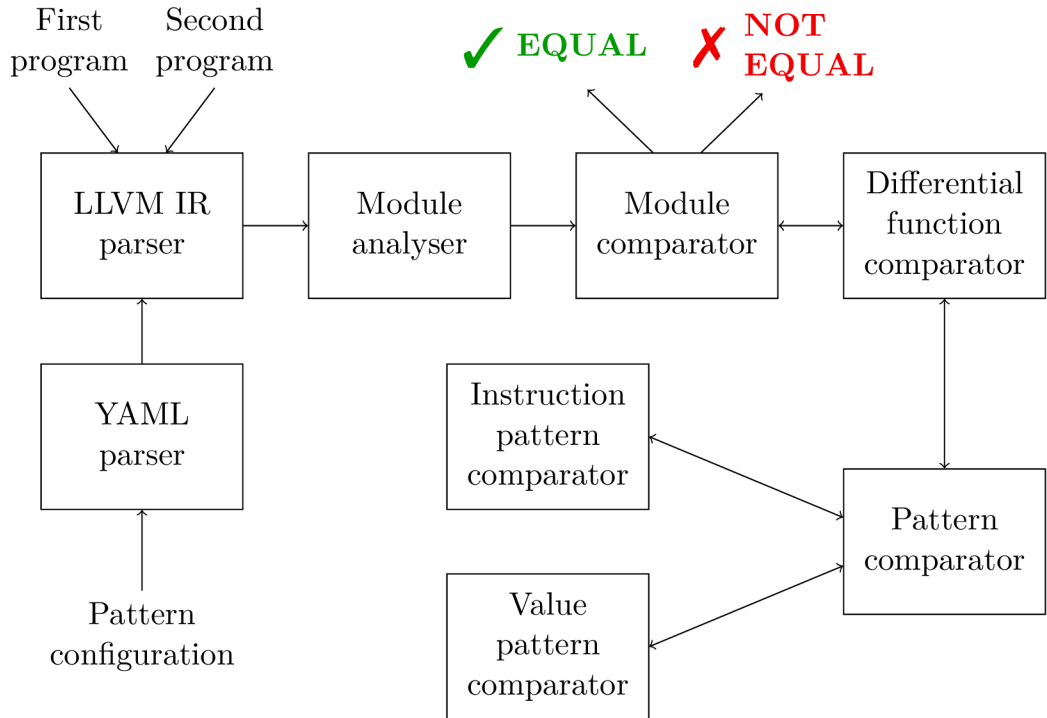 First
program
Second
program
✓ EQUAL
✗ NOT
EQUAL
LLVM IR
parser
Module
analyser
Module
comparator
Differential
function
comparator
YAML
parser
Instruction
pattern
comparator
Pattern
comparator
Value
pattern
comparator
Pattern
configuration